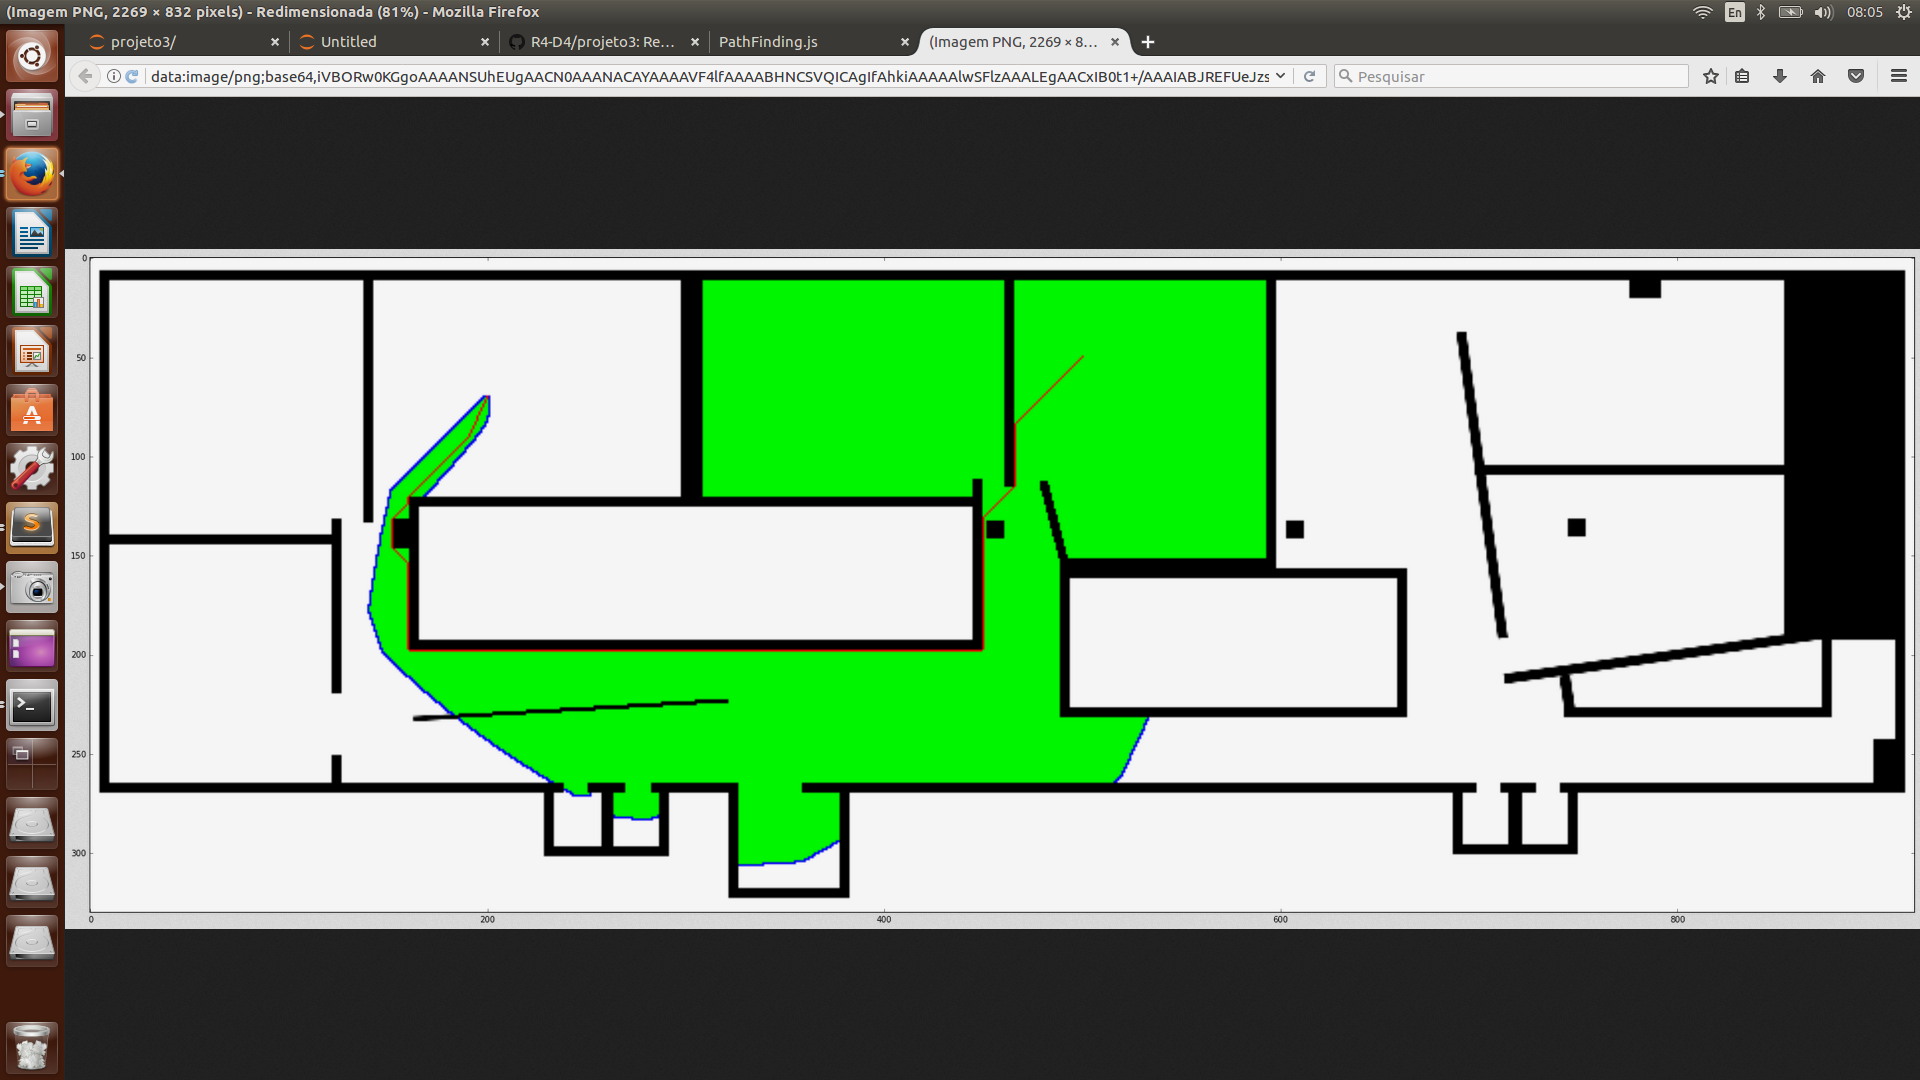 (Imagem PNG, 2269 × 832 pixels) - Redimensionada (81%) - Mozilla Firefox
En
08:05
projeto3/
Untitled
R4-D4/projeto3: Re...
PathFinding.js
(Imagem PNG, 2269 × 8...
data:image/png;base64,iVBORw0KGgoAAAANSUhEUgAACN0AAANACAYAAAAVF4lfAAAABHNCSVQICAgIfAhkiAAAAAlwSFlzAAALEgAACxIB0t1+/AAAIABJREFUeJzs
Pesquisar
0
50
100
150
200
250
300
0
200
400
600
800